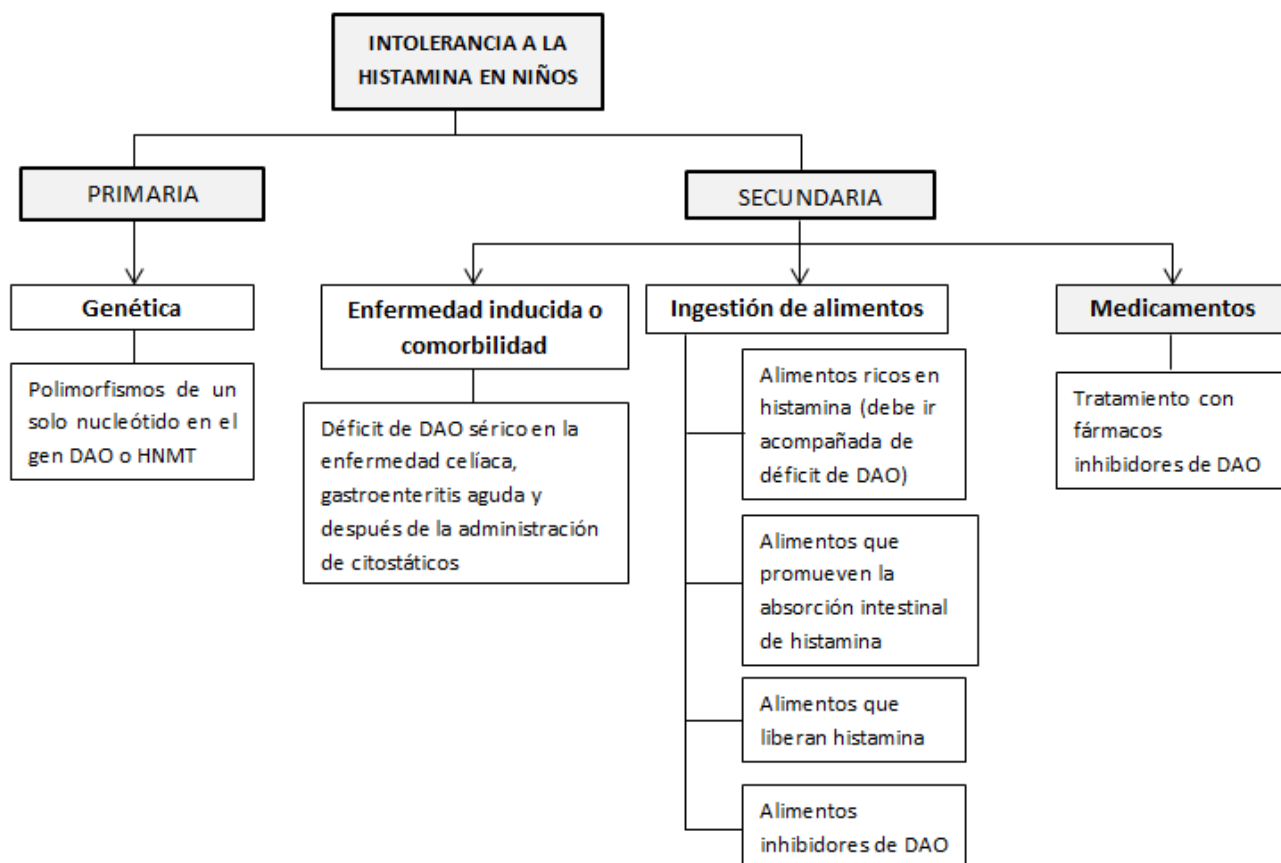 INTOLERANCIA A LA
HISTAMINA EN NIÑOS
PRIMARIA
SECUNDARIA
Genética
Polimorfismos de un
solo nucleótido en el
gen DAO o HNMT
Enfermedad inducida o
comorbilidad
Déficit de DAO sérico en la
enfermedad celíaca,
gastroenteritis aguda y
después de la administración
de citostáticos
Ingestión de alimentos
Alimentos ricos en
histamina (debe ir
acompañada de
déficit de DAO)
Alimentos que
promueven la
absorción intestinal
de histamina
Alimentos que
liberan histamina
Alimentos
inhibidores de DAO
Medicamentos
Tratamiento con
fármacos
inhibidores de DAO